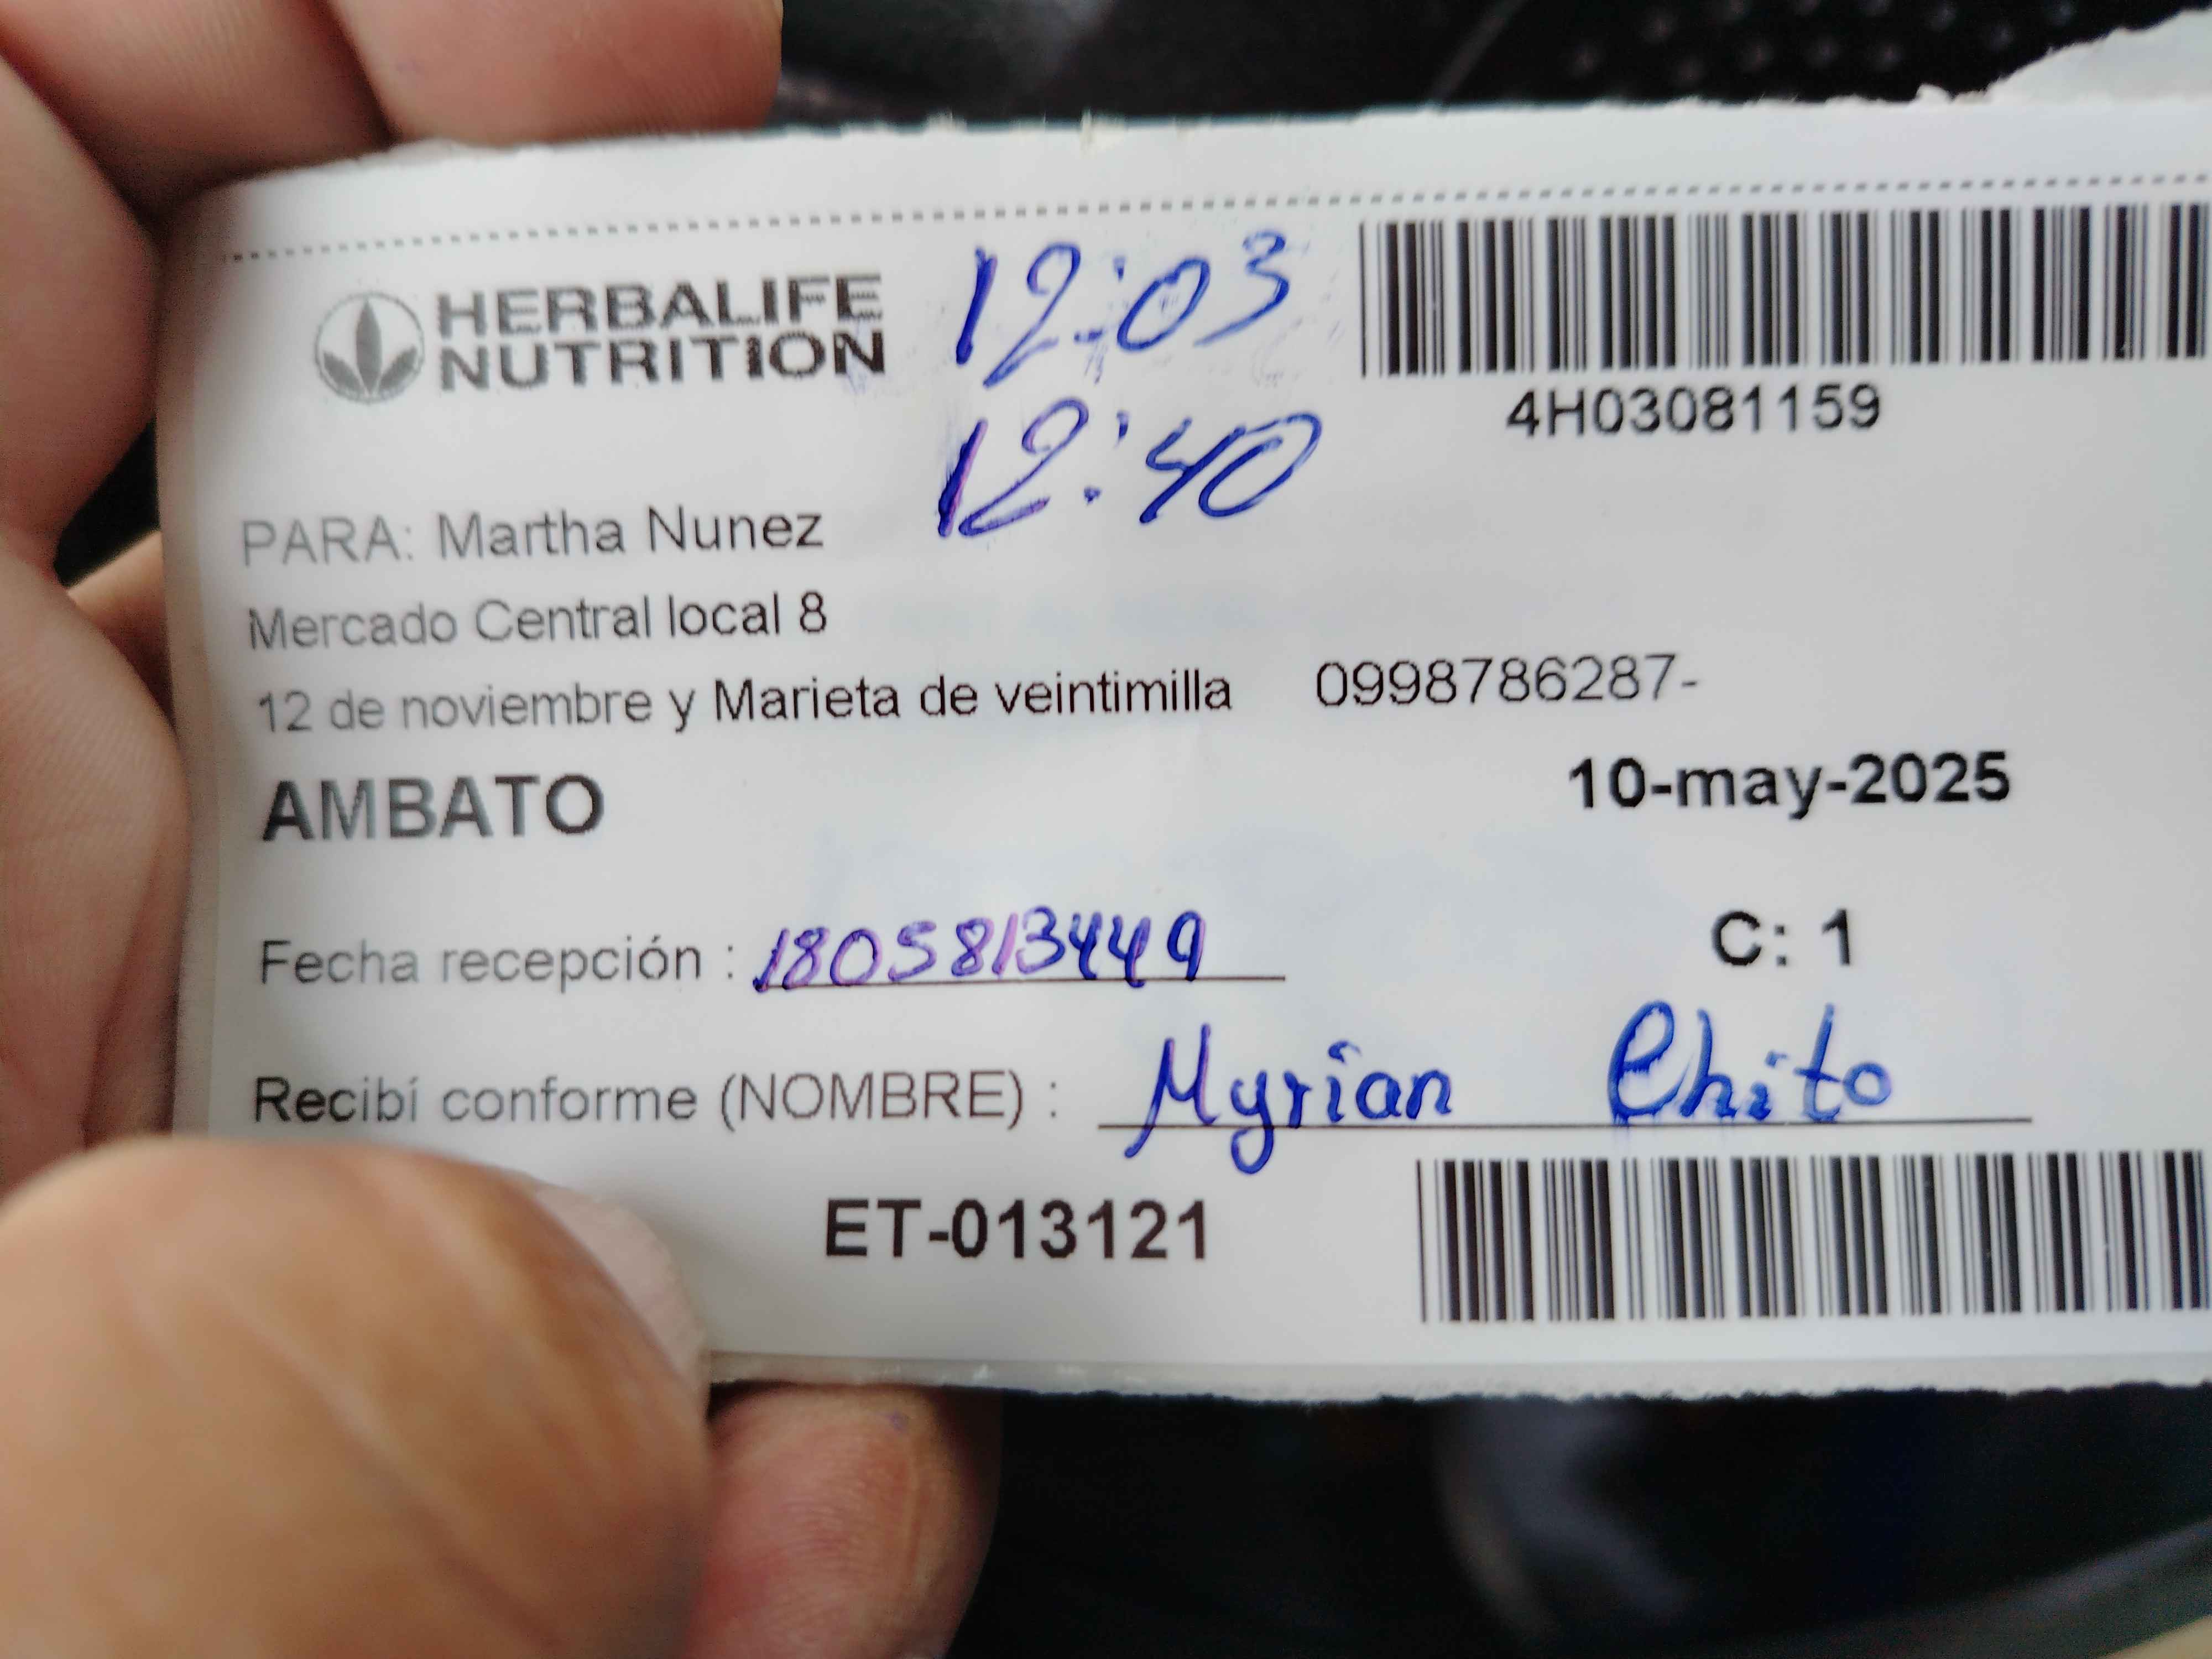 HERBALIFE
NUTRITION
12:03
12:40
4H03081159
PARA: Martha Nunez
Mercado Central local 8
12 de noviembre y Marieta de veintimilla 0998786287-
AMBATO
10-may-2025
Fecha recepción : 1805813449
C: 1
Recibí conforme (NOMBRE) : Myrian Chito
ET-013121